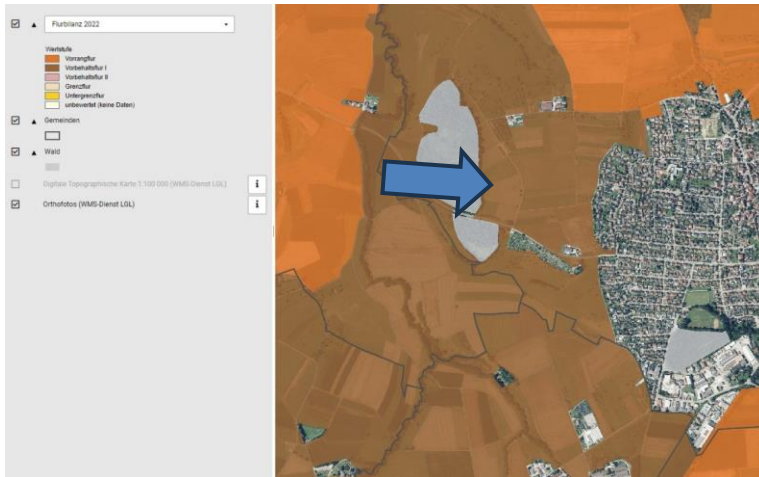 Flurbilanz 2022
Wertstufe
Vorrangflur
Vorbehaltsflur I
Vorbehaltsflur II
Grenzflur
Untergrenzflur
unbewertet (keine Daten)
Gemeinden
Wald
Digitale Topographische Karte 1:100 000 (WMS-Dienst LGL)
i
Orthofotos (WMS-Dienst LGL)
i